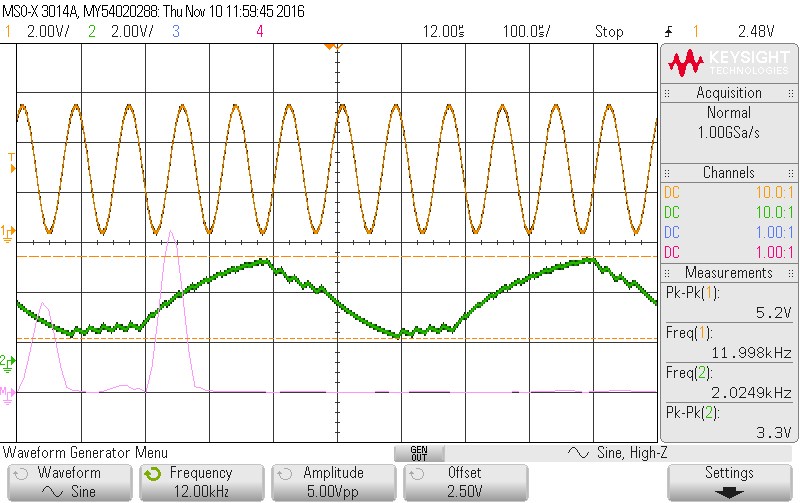 MSO-X 3014A, MY54020288: Thu Nov 10 11:59:45 2016
1 2.00V/ 2 2.00V/ 3 4 12.00s 100.0s/ Stop 1 2.48V
KEYSIGHT
TECHNOLOGIES
Acquisition
Normal
1.00GSa/s
Channels
DC 10.0:1
DC 10.0:1
DC 1.00:1
DC 1.00:1
Measurements
Pk-Pk(1):
5.2V
Freq(1):
11.998kHz
Freq(2):
2.0249kHz
Pk-Pk(2):
3.3V
T
1
2
M
Waveform Generator Menu
GEN
OUT
Sine, High-Z
Waveform
Sine
Frequency
12.00kHz
Amplitude
5.00Vpp
Offset
2.50V
Settings